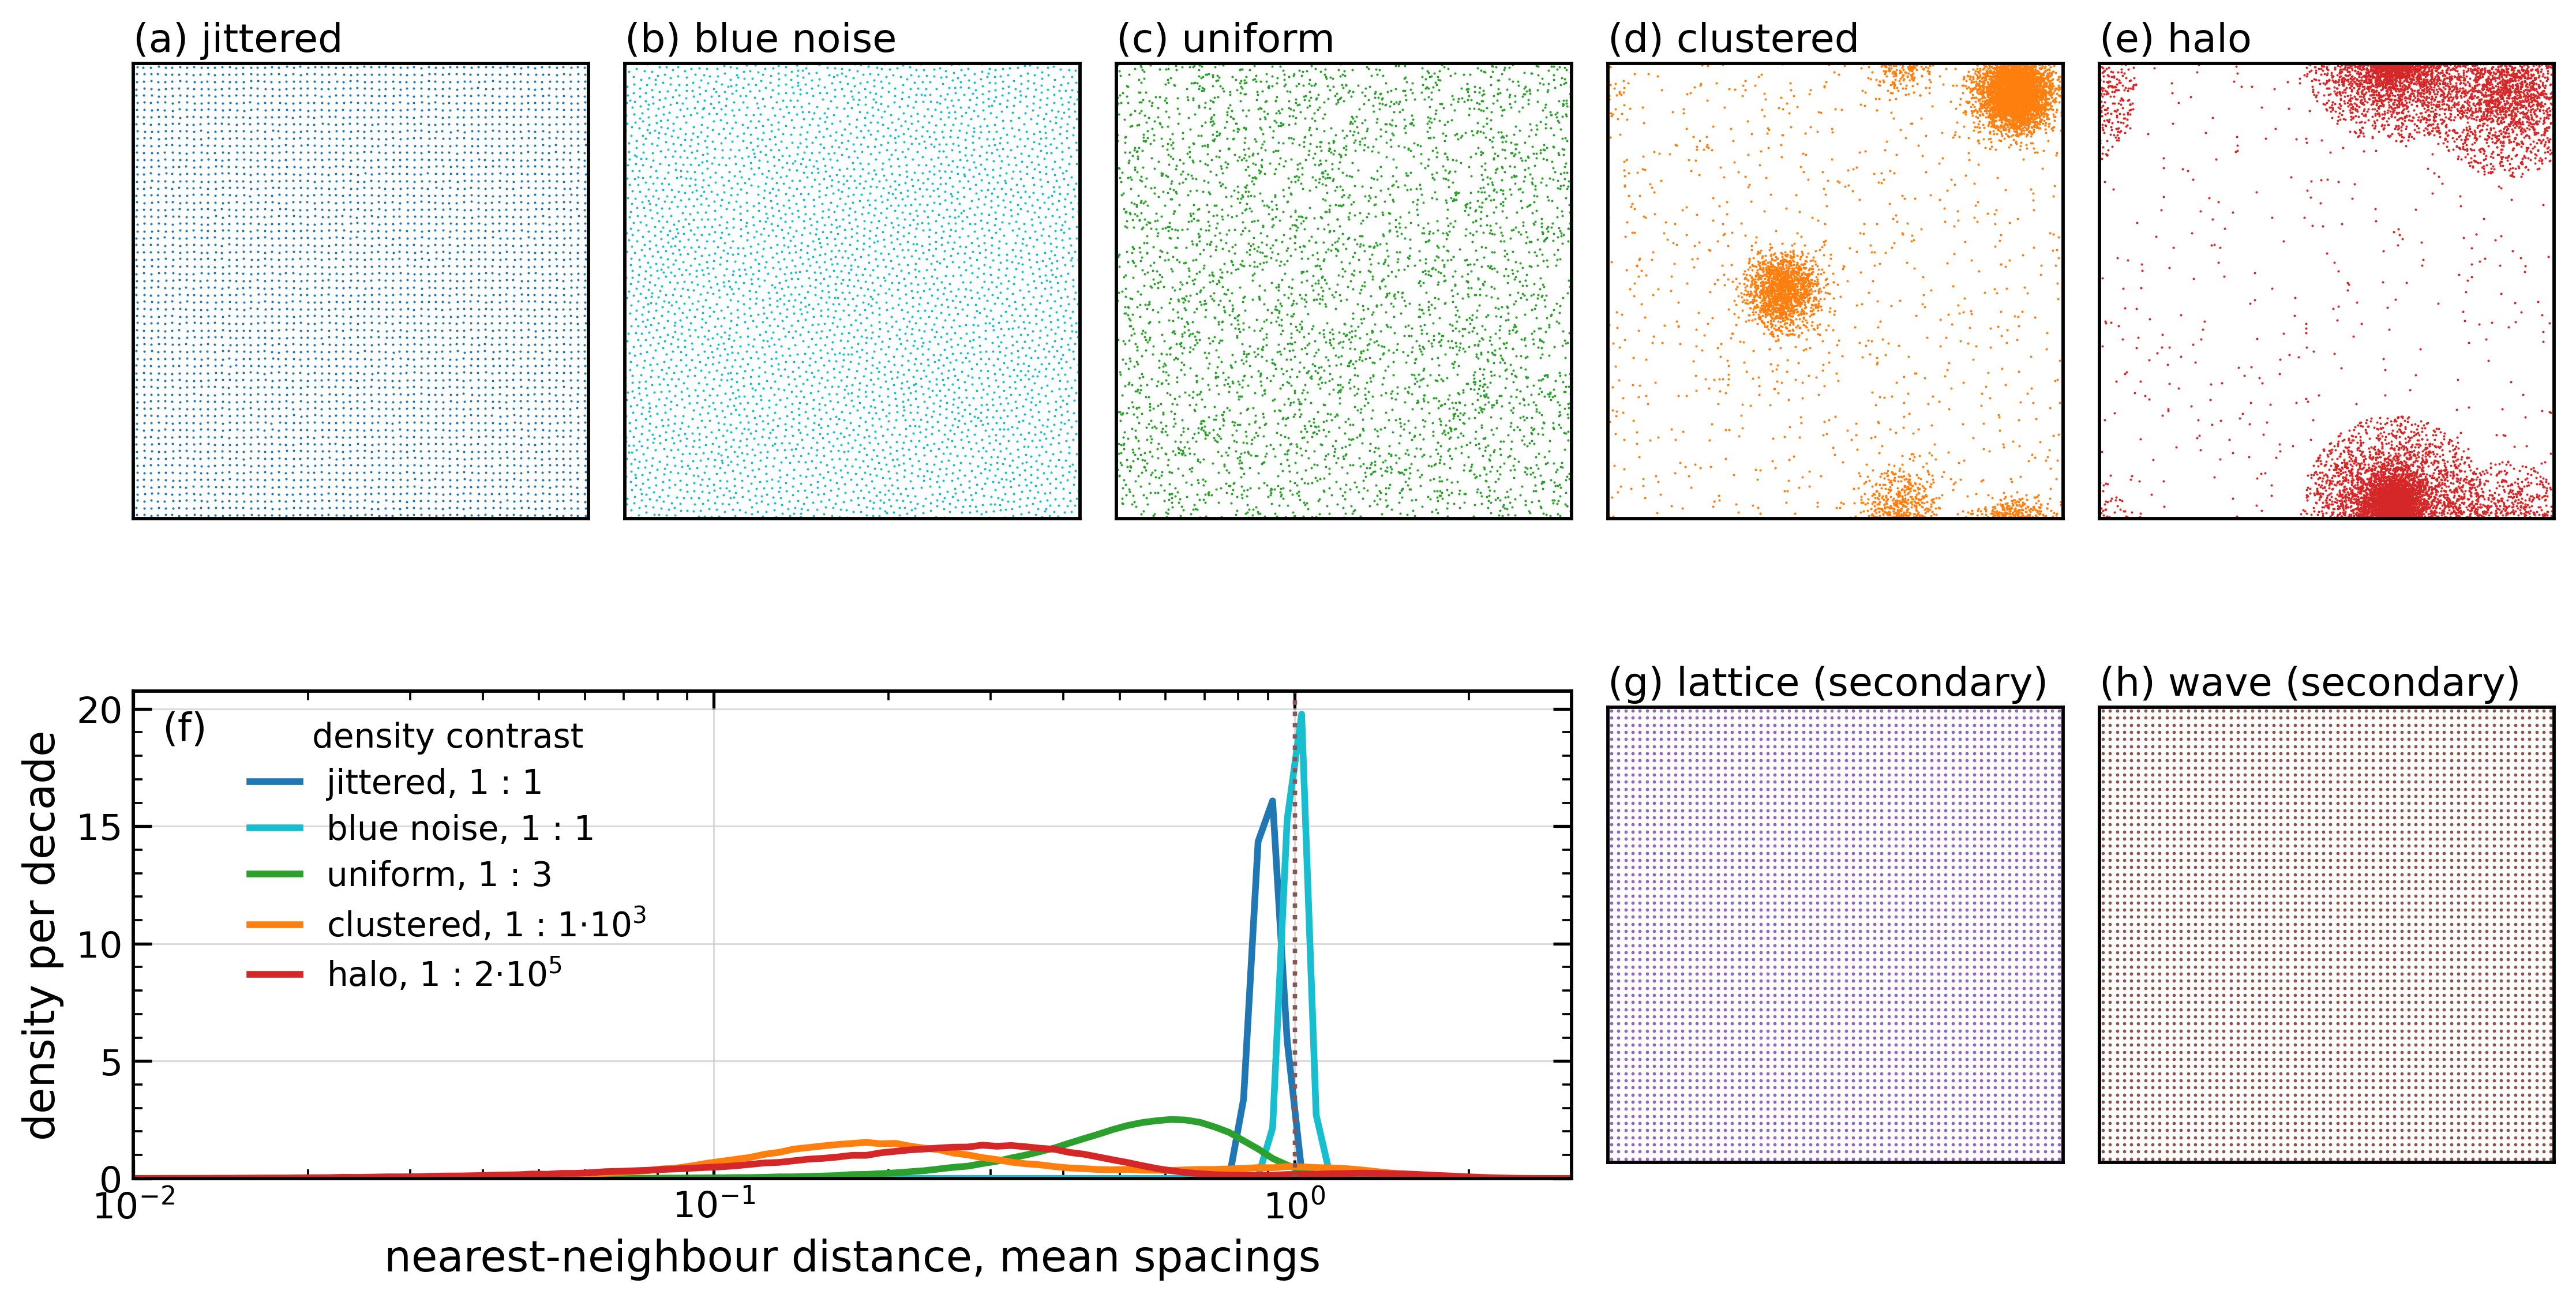 (a) jittered
(b) blue noise
(c) uniform
(d) clustered
(e) halo
(f)
density contrast
jittered, 1 : 1
blue noise, 1 : 1
uniform, 1 : 3
clustered, 1 : 1·10³
halo, 1 : 2·10⁵
density per decade
20
15
10
5
0
10⁻²
10⁻¹
10⁰
nearest-neighbour distance, mean spacings
(g) lattice (secondary)
(h) wave (secondary)